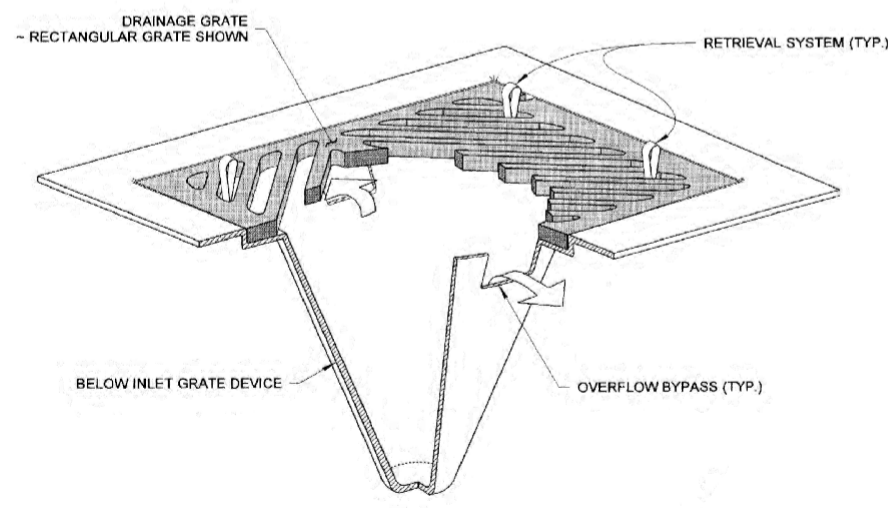 DRAINAGE GRATE
~ RECTANGULAR GRATE SHOWN
RETRIEVAL SYSTEM (TYP.)
BELOW INLET GRATE DEVICE
OVERFLOW BYPASS (TYP.)